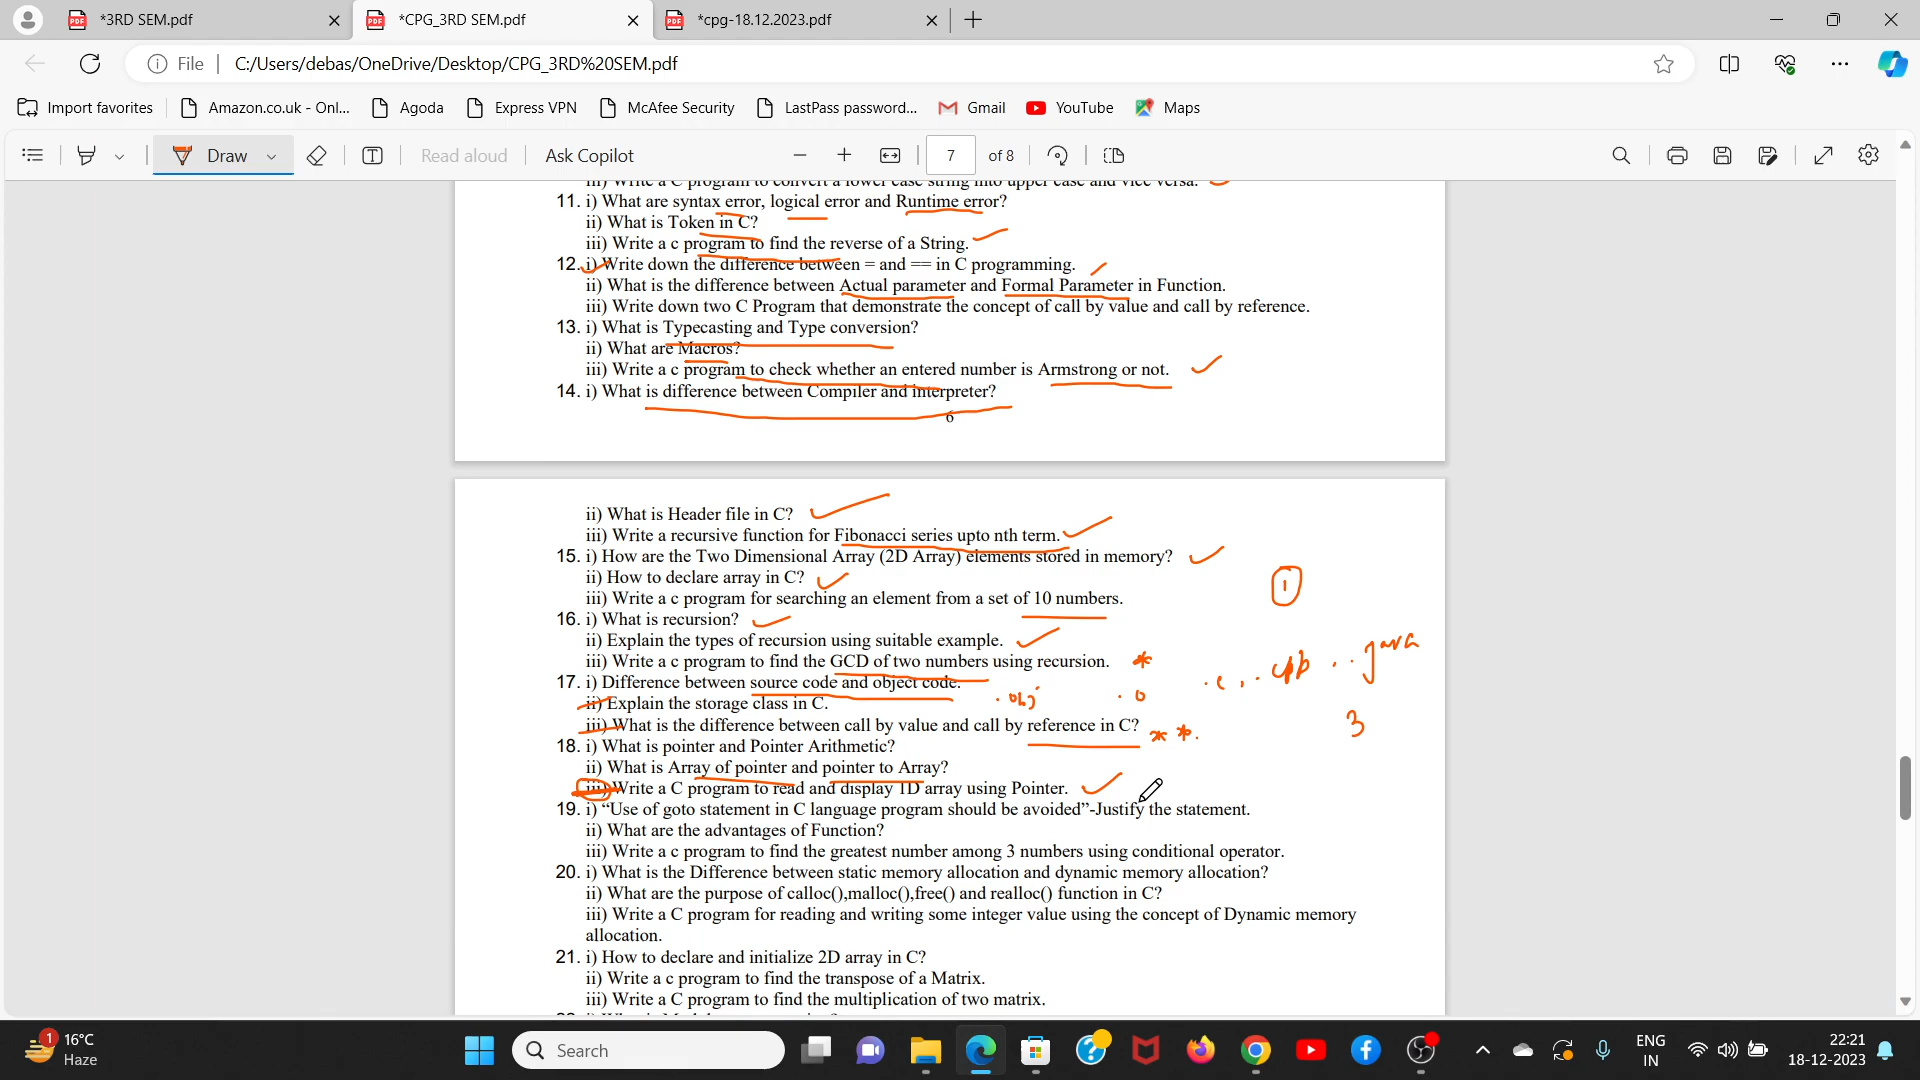 *3RD SEM.pdf
*CPG_3RD SEM.pdf
*cpg-18.12.2023.pdf
File
C:/Users/debas/OneDrive/Desktop/CPG_3RD%20SEM.pdf
Import favorites
Amazon.co.uk - Onl...
Agoda
Express VPN
McAfee Security
LastPass password...
Gmail
YouTube
Maps
Draw
Read aloud
Ask Copilot
7 of 8
iii) Write a C program to convert a lower case string into upper case and vice versa.
11. i) What are syntax error, logical error and Runtime error?
ii) What is Token in C?
iii) Write a c program to find the reverse of a String.
12. i) Write down the difference between = and == in C programming.
ii) What is the difference between Actual parameter and Formal Parameter in Function.
iii) Write down two C Program that demonstrate the concept of call by value and call by reference.
13. i) What is Typecasting and Type conversion?
ii) What are Macros?
iii) Write a c program to check whether an entered number is Armstrong or not.
14. i) What is difference between Compiler and interpreter?
6
ii) What is Header file in C?
iii) Write a recursive function for Fibonacci series upto nth term.
15. i) How are the Two Dimensional Array (2D Array) elements stored in memory?
ii) How to declare array in C?
1
iii) Write a c program for searching an element from a set of 10 numbers.
16. i) What is recursion?
ii) Explain the types of recursion using suitable example.
iii) Write a c program to find the GCD of two numbers using recursion. * .c .. cpp .. java
17. i) Difference between source code and object code.
ii) Explain the storage class in C. .obj .o
iii) What is the difference between call by value and call by reference in C? * *. 3
18. i) What is pointer and Pointer Arithmetic?
ii) What is Array of pointer and pointer to Array?
iii) Write a C program to read and display 1D array using Pointer.
19. i) “Use of goto statement in C language program should be avoided”-Justify the statement.
ii) What are the advantages of Function?
iii) Write a c program to find the greatest number among 3 numbers using conditional operator.
20. i) What is the Difference between static memory allocation and dynamic memory allocation?
ii) What are the purpose of calloc(),malloc(),free() and realloc() function in C?
iii) Write a C program for reading and writing some integer value using the concept of Dynamic memory
allocation.
21. i) How to declare and initialize 2D array in C?
ii) Write a c program to find the transpose of a Matrix.
iii) Write a C program to find the multiplication of two matrix.
1
16°C
Haze
Search
ENG
IN
22:21
18-12-2023